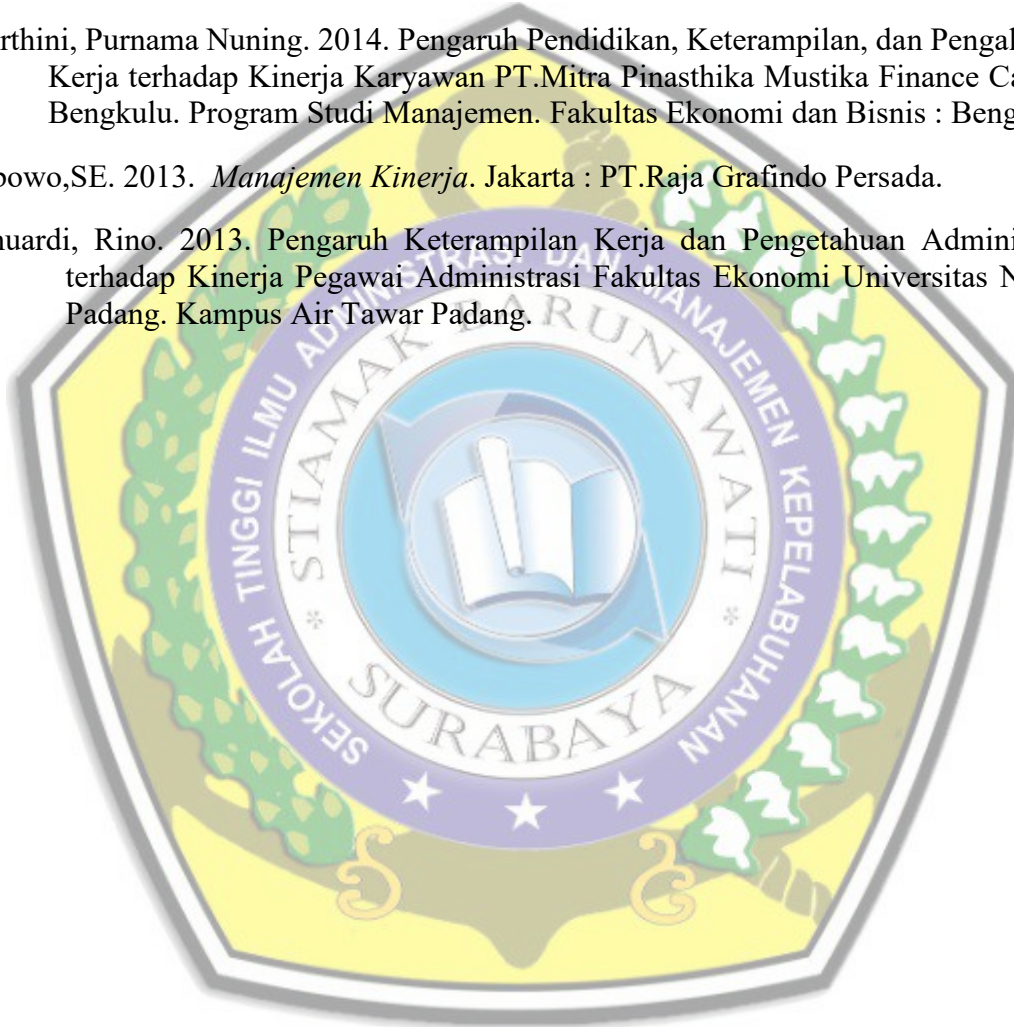 rthini, Purnama Nuning. 2014. Pengaruh Pendidikan, Keterampilan, dan Pengal
Kerja terhadap Kinerja Karyawan PT.Mitra Pinasthika Mustika Finance Ca
Bengkulu. Program Studi Manajemen. Fakultas Ekonomi dan Bisnis : Beng
bowo,SE. 2013. Manajemen Kinerja. Jakarta : PT.Raja Grafindo Persada.
nuardi, Rino. 2013. Pengaruh Keterampilan Kerja dan Pengetahuan Admini
terhadap Kinerja Pegawai Administrasi Fakultas Ekonomi Universitas N
Padang. Kampus Air Tawar Padang.
SEKOLAH TINGGI ILMU ADMINISTRASI DAN MANAJEMEN KEPELABUHANAN
STIAMAK BARUNAWATI
* SURABAYA *